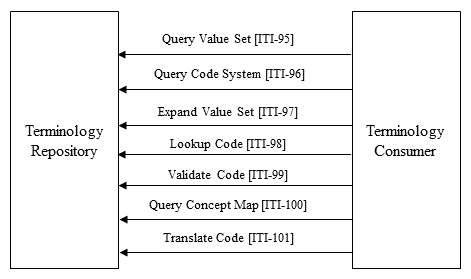 Query Value Set [ITI-95]
Query Code System [ITI-96]
Expand Value Set [ITI-97]
Terminology
Repository
Terminology
Consumer
Lookup Code [ITI-98]
Validate Code [ITI-99]
Query Concept Map [ITI-100]
Translate Code [ITI-101]